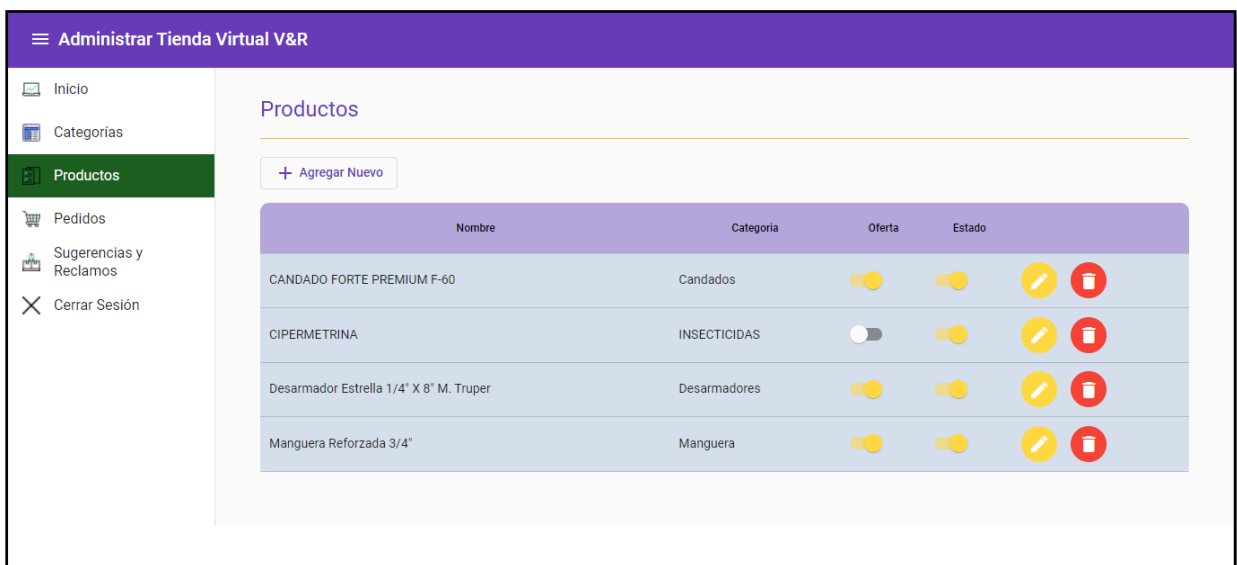 Administrar Tienda Virtual V&R
Inicio
Categorías
Productos
Pedidos
Sugerencias y
Reclamos
Cerrar Sesión
Productos
+ Agregar Nuevo
Nombre Categoria Oferta Estado
CANDADO FORTE PREMIUM F-60 Candados
CIPERMETRINA INSECTICIDAS
Desarmador Estrella 1/4" X 8" M. Truper Desarmadores
Manguera Reforzada 3/4" Manguera